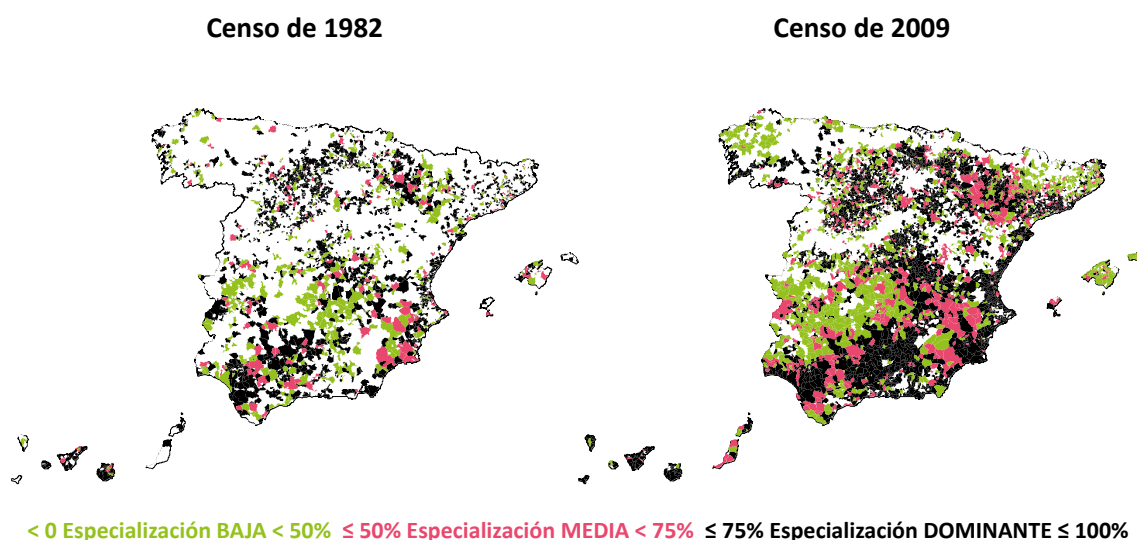 Censo de 1982
Censo de 2009
< 0 Especialización BAJA < 50% ≤ 50% Especialización MEDIA < 75% ≤ 75% Especialización DOMINANTE ≤ 100%